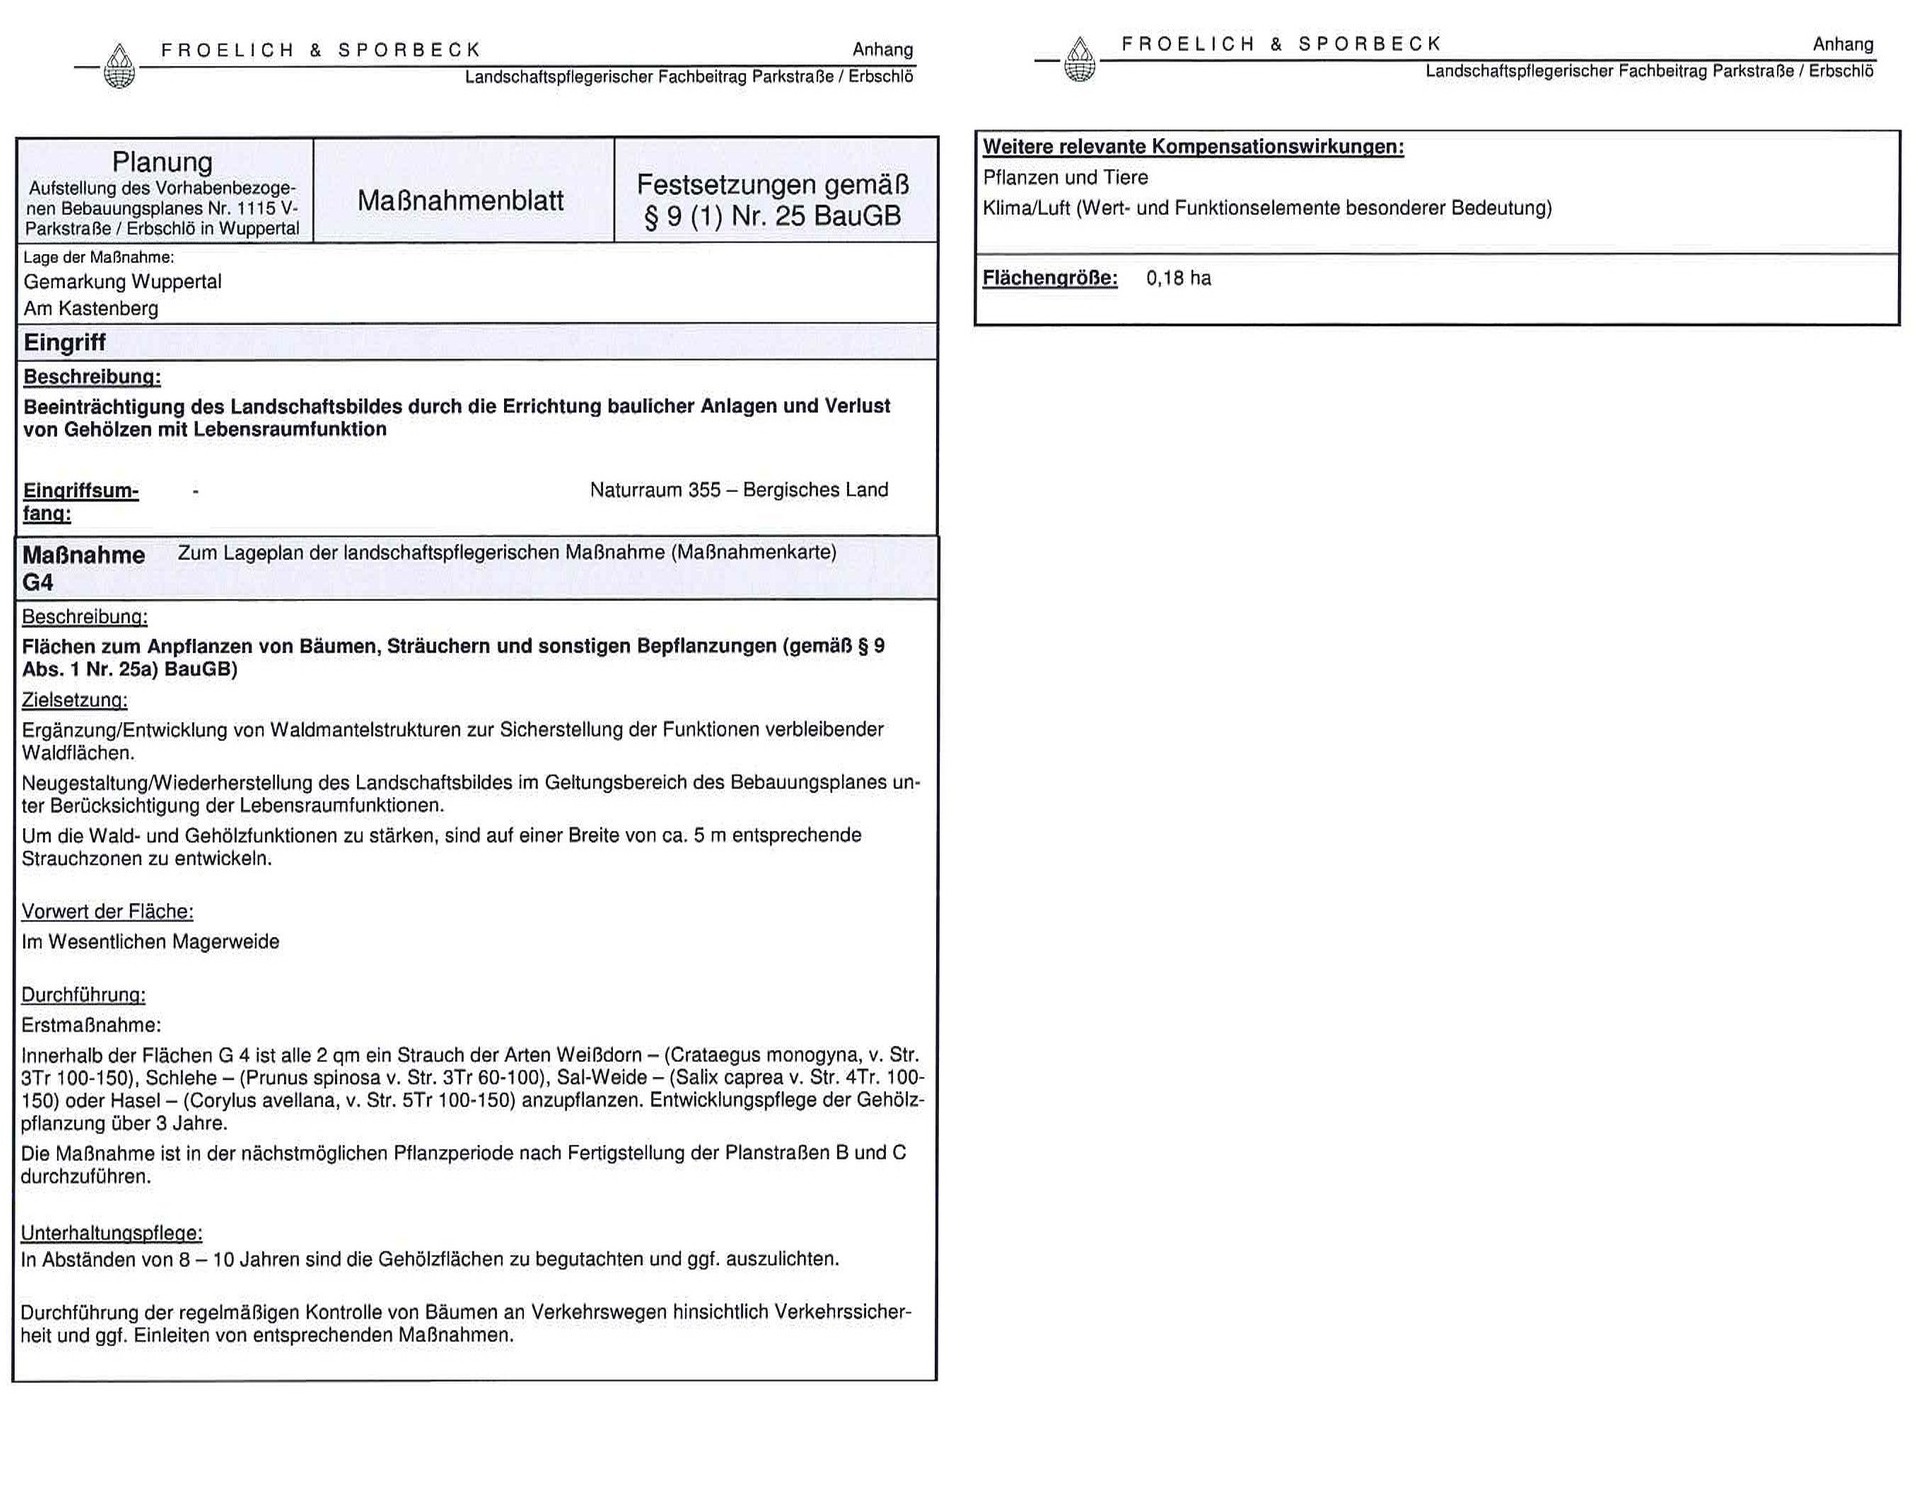 FROELICH & SPORBECK
Anhang
Landschaftspflegerischer Fachbeitrag Parkstraße / Erbschlö
Planung
Aufstellung des Vorhabenbezoge-
nen Bebauungsplanes Nr. 1115 V-
Parkstraße / Erbschlö in Wuppertal
Maßnahmenblatt
Festsetzungen gemäß
§ 9 (1) Nr. 25 BauGB
Lage der Maßnahme:
Gemarkung Wuppertal
Am Kastenberg
Eingriff
Beschreibung:
Beeinträchtigung des Landschaftsbildes durch die Errichtung baulicher Anlagen und Verlust
von Gehölzen mit Lebensraumfunktion
Eingriffsum- - Naturraum 355 – Bergisches Land
fang:
Maßnahme Zum Lageplan der landschaftspflegerischen Maßnahme (Maßnahmenkarte)
G4
Beschreibung:
Flächen zum Anpflanzen von Bäumen, Sträuchern und sonstigen Bepflanzungen (gemäß § 9
Abs. 1 Nr. 25a) BauGB)
Zielsetzung:
Ergänzung/Entwicklung von Waldmantelstrukturen zur Sicherstellung der Funktionen verbleibender
Waldflächen.
Neugestaltung/Wiederherstellung des Landschaftsbildes im Geltungsbereich des Bebauungsplanes un-
ter Berücksichtigung der Lebensraumfunktionen.
Um die Wald- und Gehölzfunktionen zu stärken, sind auf einer Breite von ca. 5 m entsprechende
Strauchzonen zu entwickeln.
Vorwert der Fläche:
Im Wesentlichen Magerweide
Durchführung:
Erstmaßnahme:
Innerhalb der Flächen G 4 ist alle 2 qm ein Strauch der Arten Weißdorn – (Crataegus monogyna, v. Str.
3Tr 100-150), Schlehe – (Prunus spinosa v. Str. 3Tr 60-100), Sal-Weide – (Salix caprea v. Str. 4Tr. 100-
150) oder Hasel – (Corylus avellana, v. Str. 5Tr 100-150) anzupflanzen. Entwicklungspflege der Gehölz-
pflanzung über 3 Jahre.
Die Maßnahme ist in der nächstmöglichen Pflanzperiode nach Fertigstellung der Planstraßen B und C
durchzuführen.
Unterhaltungspflege:
In Abständen von 8 – 10 Jahren sind die Gehölzflächen zu begutachten und ggf. auszulichten.
Durchführung der regelmäßigen Kontrolle von Bäumen an Verkehrswegen hinsichtlich Verkehrssicher-
heit und ggf. Einleiten von entsprechenden Maßnahmen.
FROELICH & SPORBECK
Anhang
Landschaftspflegerischer Fachbeitrag Parkstraße / Erbschlö
Weitere relevante Kompensationswirkungen:
Pflanzen und Tiere
Klima/Luft (Wert- und Funktionselemente besonderer Bedeutung)
Flächengröße: 0,18 ha